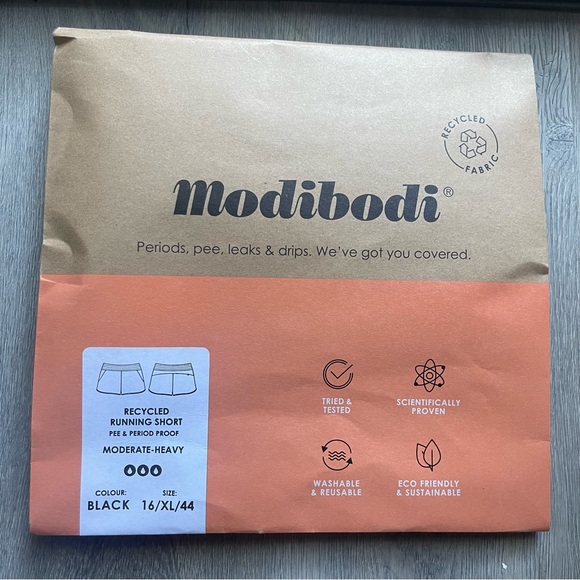 RECYCLED
FABRIC
Modibodi®
Periods, pee, leaks & drips. We've got you covered.
RECYCLED
RUNNING SHORT
PEE & PERIOD PROOF
MODERATE-HEAVY
COLOUR: SIZE:
BLACK 16/XL/44
TRIED
& TESTED
SCIENTIFICALLY
PROVEN
WASHABLE
& REUSABLE
ECO FRIENDLY
& SUSTAINABLE